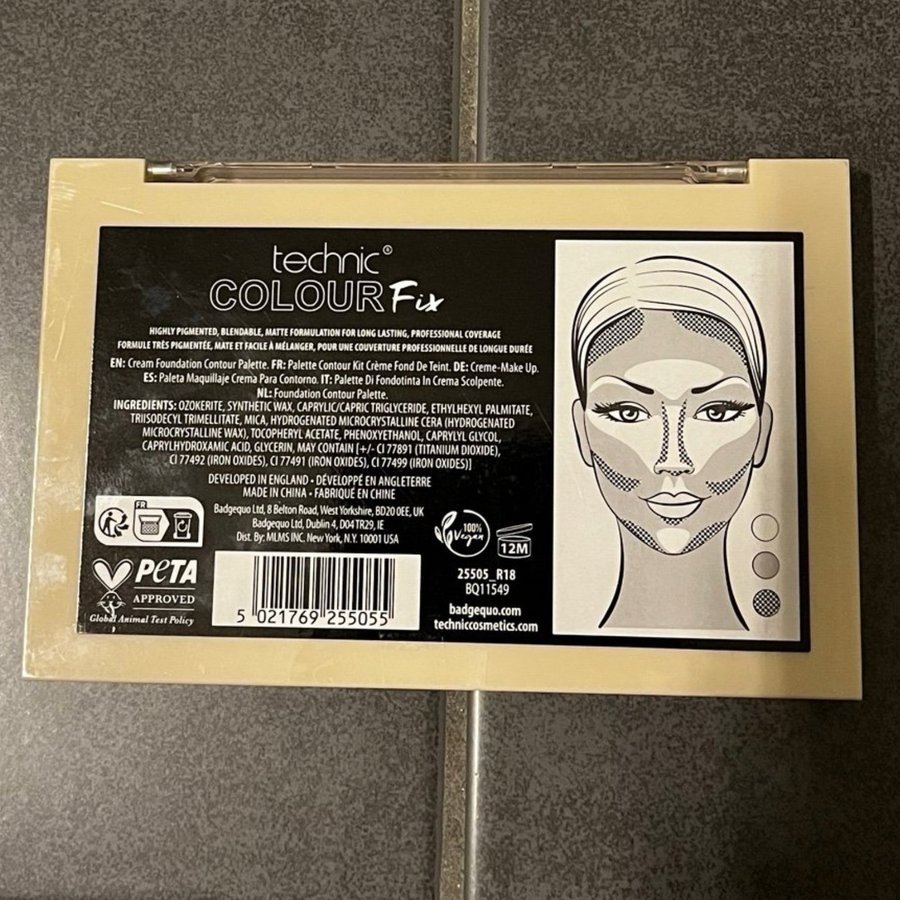 technic®
COLOUR Fix
HIGHLY PIGMENTED, BLENDABLE, MATTE FORMULATION FOR LONG LASTING, PROFESSIONAL COVERAGE
FORMULE TRÈS PIGMENTÉE, MATE ET FACILE À MÉLANGER, POUR UNE COUVERTURE PROFESSIONNELLE DE LONGUE DURÉE
EN: Cream Foundation Contour Palette. FR: Palette Contour Kit Crème Fond De Teint. DE: Creme-Make Up.
ES: Paleta Maquillaje Crema Para Contorno. IT: Palette Di Fondotinta In Crema Scolpente.
NL: Foundation Contour Palette.
INGREDIENTS: OZOKERITE, SYNTHETIC WAX, CAPRYLIC/CAPRIC TRIGLYCERIDE, ETHYLHEXYL PALMITATE,
TRIISODECYL TRIMELLITATE, MICA, HYDROGENATED MICROCRYSTALLINE CERA (HYDROGENATED
MICROCRYSTALLINE WAX), TOCOPHERYL ACETATE, PHENOXYETHANOL, CAPRYLYL GLYCOL,
CAPRYLHYDROXAMIC ACID, GLYCERIN, MAY CONTAIN [+/- CI 77891 (TITANIUM DIOXIDE),
CI 77492 (IRON OXIDES), CI 77491 (IRON OXIDES), CI 77499 (IRON OXIDES)]
DEVELOPED IN ENGLAND • DÉVELOPPÉ EN ANGLETERRE
MADE IN CHINA • FABRIQUÉ EN CHINE
Badgequo Ltd, 8 Belton Road, West Yorkshire, BD20 0EE, UK
Badgequo Ltd, Dublin 4, D04 TR29, IE
Dist. By: MLMS INC. New York, N.Y. 10001 USA
FR
100%
Vegan
12M
PETA
APPROVED
Global Animal Test Policy
5 021769 255055
25505_R18
BQ11549
badgequo.com
techniccosmetics.com